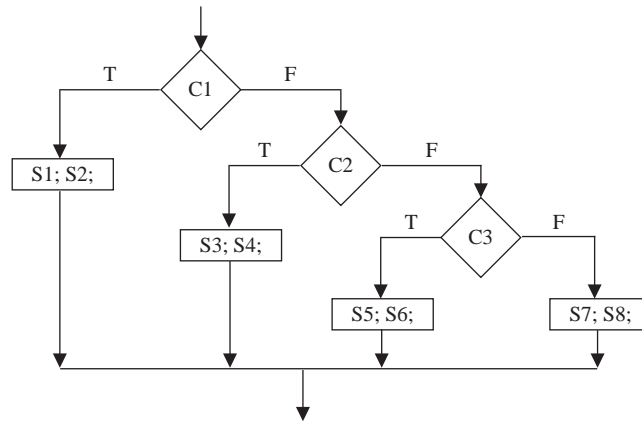 T
C1
F
S1; S2;
T
C2
F
S3; S4;
T
C3
F
S5; S6;
S7; S8;